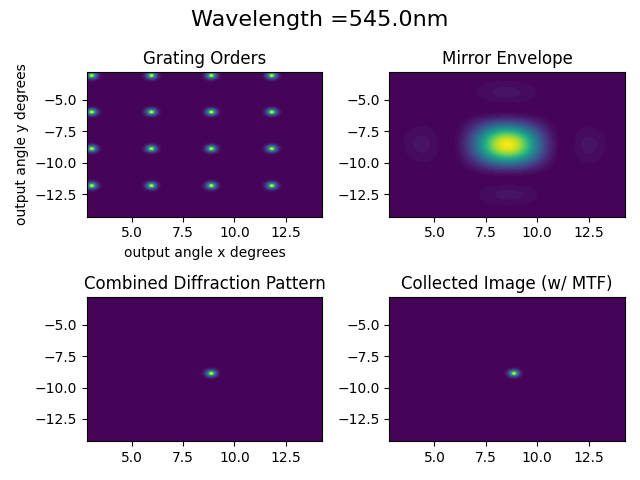 Wavelength =545.0nm
Grating Orders
Mirror Envelope
output angle y degrees
−5.0
−7.5
−10.0
−12.5
5.0 7.5 10.0 12.5
output angle x degrees
−5.0
−7.5
−10.0
−12.5
5.0 7.5 10.0 12.5
Combined Diffraction Pattern
Collected Image (w/ MTF)
−5.0
−7.5
−10.0
−12.5
5.0 7.5 10.0 12.5
−5.0
−7.5
−10.0
−12.5
5.0 7.5 10.0 12.5